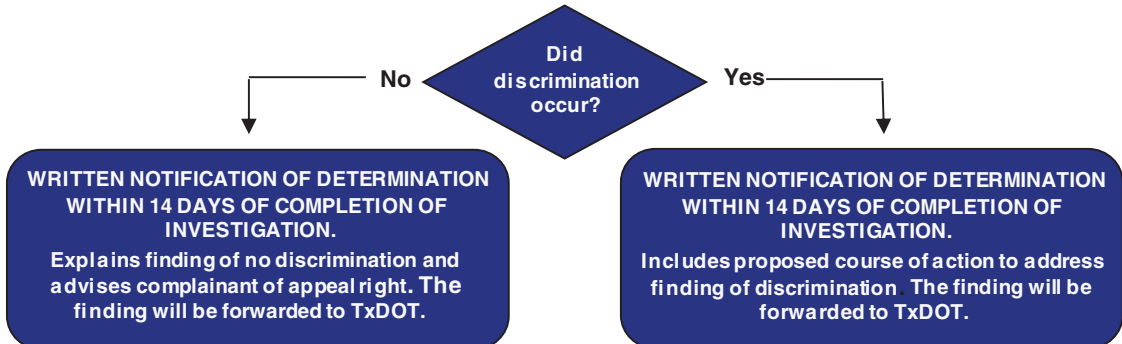 Did
discrimination
occur?
No
Yes
WRITTEN NOTIFICATION OF DETERMINATION
WITHIN 14 DAYS OF COMPLETION OF
INVESTIGATION.
Explains finding of no discrimination and
advises complainant of appeal right. The
finding will be forwarded to TxDOT.
WRITTEN NOTIFICATION OF DETERMINATION
WITHIN 14 DAYS OF COMPLETION OF
INVESTIGATION.
Includes proposed course of action to address
finding of discrimination. The finding will be
forwarded to TxDOT.